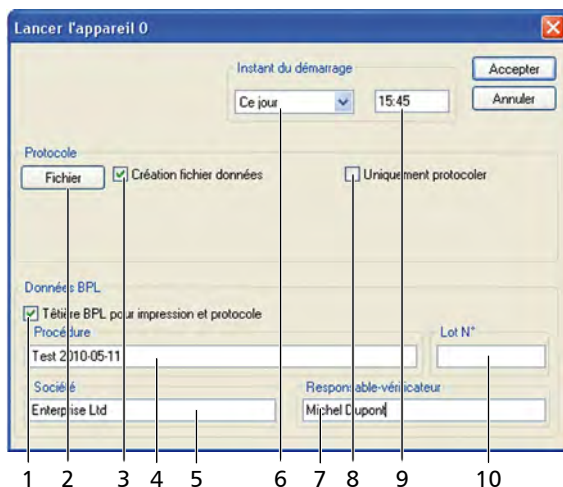 Lancer l'appareil 0
Instant du démarrage
Ce jour
15:45
Accepter
Annuler
Protocole
Fichier
Création fichier données
Uniquement protocoler
Données BPL
Têtière BPL pour impression et protocole
Procédure
Lot N°
Test 2010-05-11
Société
Responsable-vérificateur
Enterprise Ltd
Michel Dupont
1 2 3 4 5 6 7 8 9 10